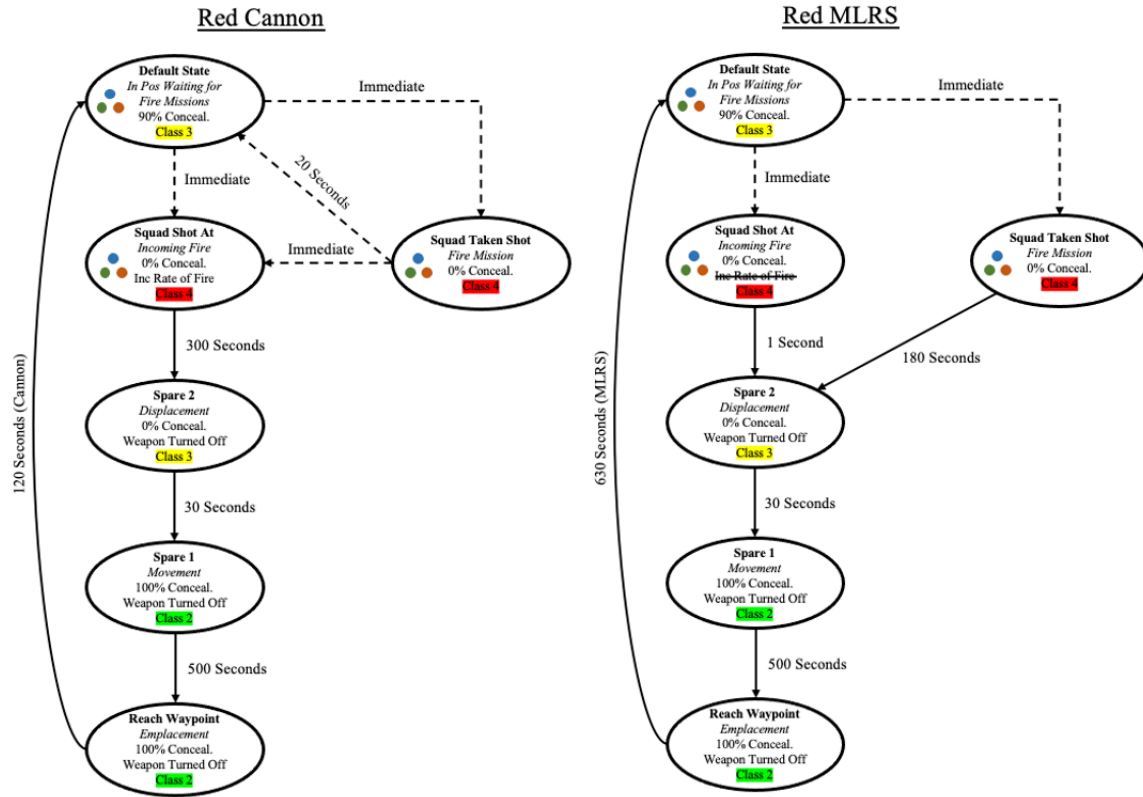 Red Cannon
Default State
In Pos Waiting for
Fire Missions
90% Conceal.
Class 3
Immediate
Immediate
20 Seconds
Squad Shot At
Incoming Fire
0% Conceal.
Inc Rate of Fire
Class 4
Immediate
Squad Taken Shot
Fire Mission
0% Conceal.
Class 4
300 Seconds
Spare 2
Displacement
0% Conceal.
Weapon Turned Off
Class 3
120 Seconds (Cannon)
30 Seconds
Spare 1
Movement
100% Conceal.
Weapon Turned Off
Class 2
500 Seconds
Reach Waypoint
Emplacement
100% Conceal.
Weapon Turned Off
Class 2
Red MLRS
Default State
In Pos Waiting for
Fire Missions
90% Conceal.
Class 3
Immediate
Immediate
Squad Shot At
Incoming Fire
0% Conceal.
Inc Rate of Fire
Class 4
Squad Taken Shot
Fire Mission
0% Conceal.
Class 4
1 Second
180 Seconds
Spare 2
Displacement
0% Conceal.
Weapon Turned Off
Class 3
630 Seconds (MLRS)
30 Seconds
Spare 1
Movement
100% Conceal.
Weapon Turned Off
Class 2
500 Seconds
Reach Waypoint
Emplacement
100% Conceal.
Weapon Turned Off
Class 2